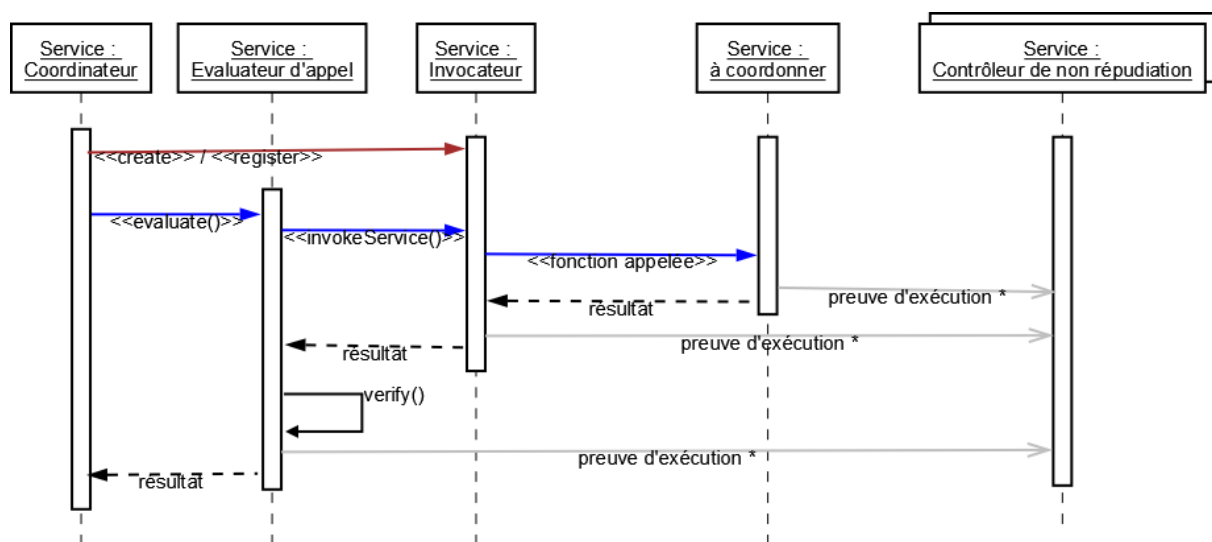 Service :
Coordinateur
Service :
Evaluateur d'appel
Service :
Invocateur
Service :
à coordonner
Service :
Contrôleur de non répudiation
<<create>> / <<register>>
<<evaluate()>>
<<invokeService()>>
<<fonction appelée>>
preuve d'exécution *
résultat
preuve d'exécution *
résultat
verify()
preuve d'exécution *
résultat